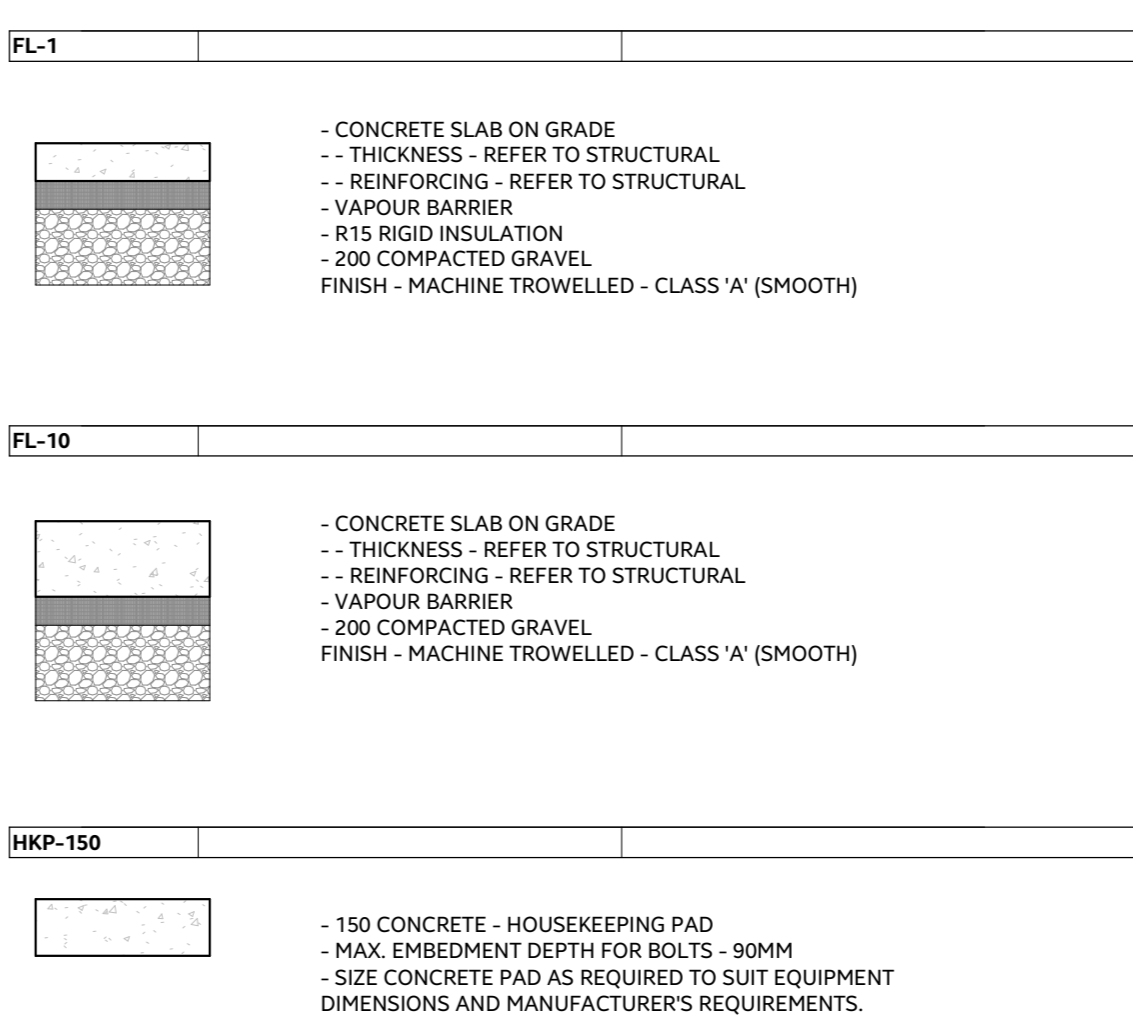 FL-1
- CONCRETE SLAB ON GRADE
- - THICKNESS - REFER TO STRUCTURAL
- - REINFORCING - REFER TO STRUCTURAL
- VAPOUR BARRIER
- R15 RIGID INSULATION
- 200 COMPACTED GRAVEL
FINISH - MACHINE TROWELLED - CLASS 'A' (SMOOTH)
FL-10
- CONCRETE SLAB ON GRADE
- - THICKNESS - REFER TO STRUCTURAL
- - REINFORCING - REFER TO STRUCTURAL
- VAPOUR BARRIER
- 200 COMPACTED GRAVEL
FINISH - MACHINE TROWELLED - CLASS 'A' (SMOOTH)
HKP-150
- 150 CONCRETE - HOUSEKEEPING PAD
- MAX. EMBEDMENT DEPTH FOR BOLTS - 90MM
- SIZE CONCRETE PAD AS REQUIRED TO SUIT EQUIPMENT
DIMENSIONS AND MANUFACTURER'S REQUIREMENTS.